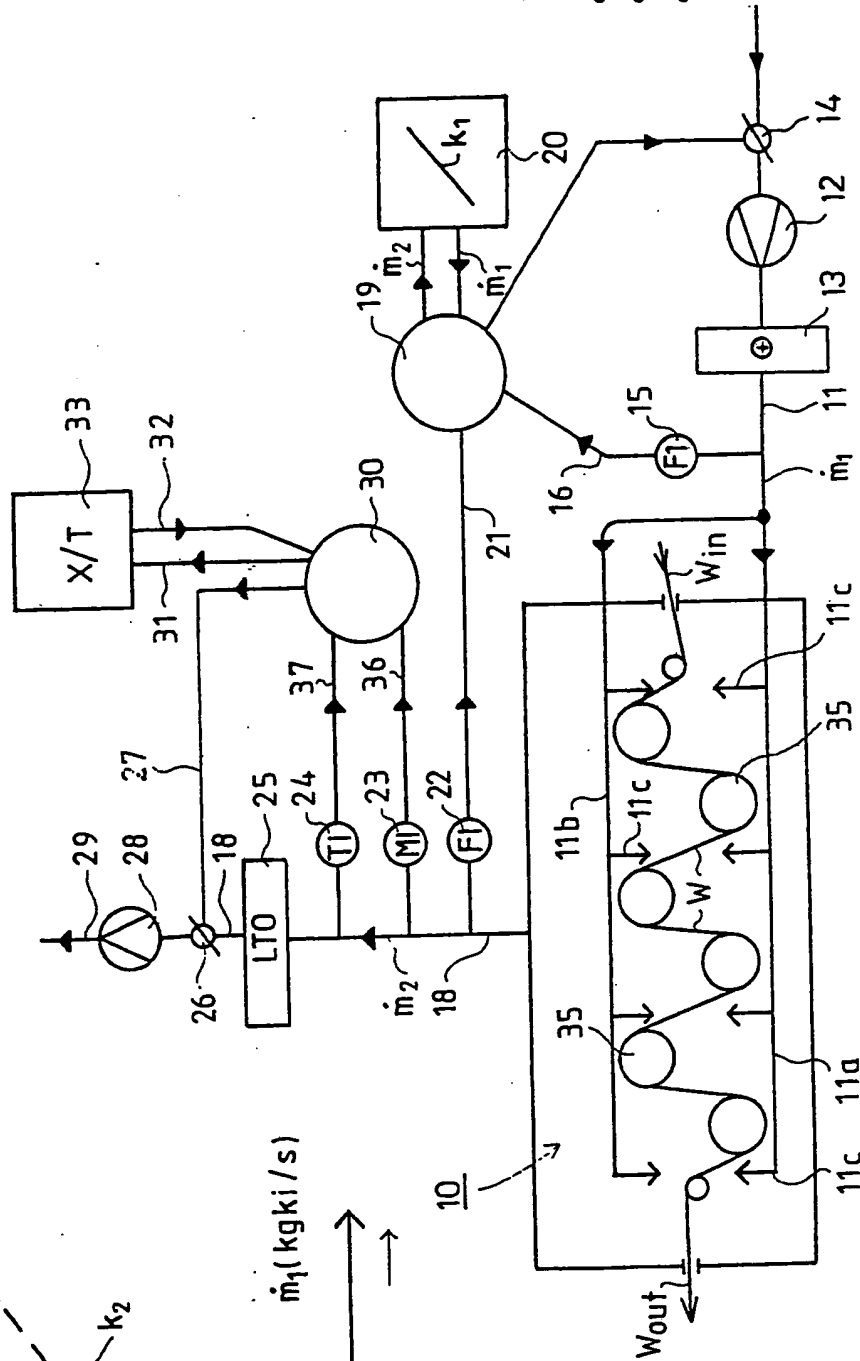 33
X/T
32
31
30
37
36
27
TI
24
MI
23
FI
22
29
28
26
18
25
LTO
ṁ₂
18
19
ṁ₂
ṁ₁
k₁
20
21
16
FI
15
14
12
13
11
ṁ₁
Win
11c
35
11b
11c
W
35
11a
11c
10
Wout
ṁ₁(kgki/s)
k₂